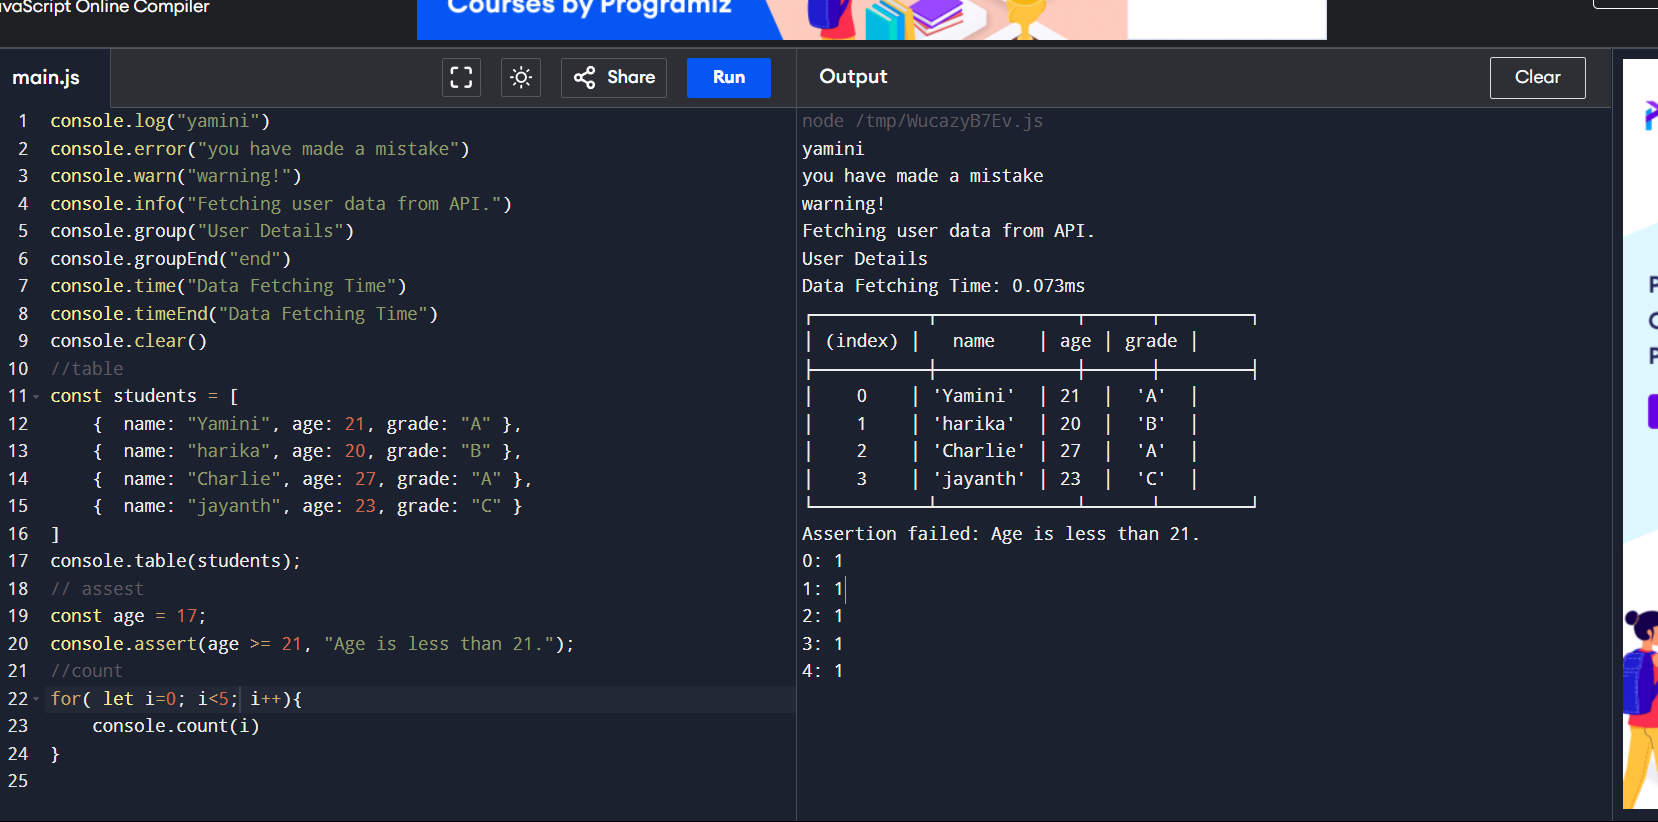 JavaScript Online Compiler
Courses by Programiz
main.js
Share
Run
Output
Clear
1 console.log("yamini")
2 console.error("you have made a mistake")
3 console.warn("warning!")
4 console.info("Fetching user data from API.")
5 console.group("User Details")
6 console.groupEnd("end")
7 console.time("Data Fetching Time")
8 console.timeEnd("Data Fetching Time")
9 console.clear()
10 //table
11 const students = [
12 { name: "Yamini", age: 21, grade: "A" },
13 { name: "harika", age: 20, grade: "B" },
14 { name: "Charlie", age: 27, grade: "A" },
15 { name: "jayanth", age: 23, grade: "C" }
16 ]
17 console.table(students);
18 // assest
19 const age = 17;
20 console.assert(age >= 21, "Age is less than 21.");
21 //count
22 for( let i=0; i<5; i++){
23 console.count(i)
24 }
25
node /tmp/WucazyB7Ev.js
yamini
you have made a mistake
warning!
Fetching user data from API.
User Details
Data Fetching Time: 0.073ms
(index) name age grade
0 'Yamini' 21 'A'
1 'harika' 20 'B'
2 'Charlie' 27 'A'
3 'jayanth' 23 'C'
Assertion failed: Age is less than 21.
0: 1
1: 1
2: 1
3: 1
4: 1